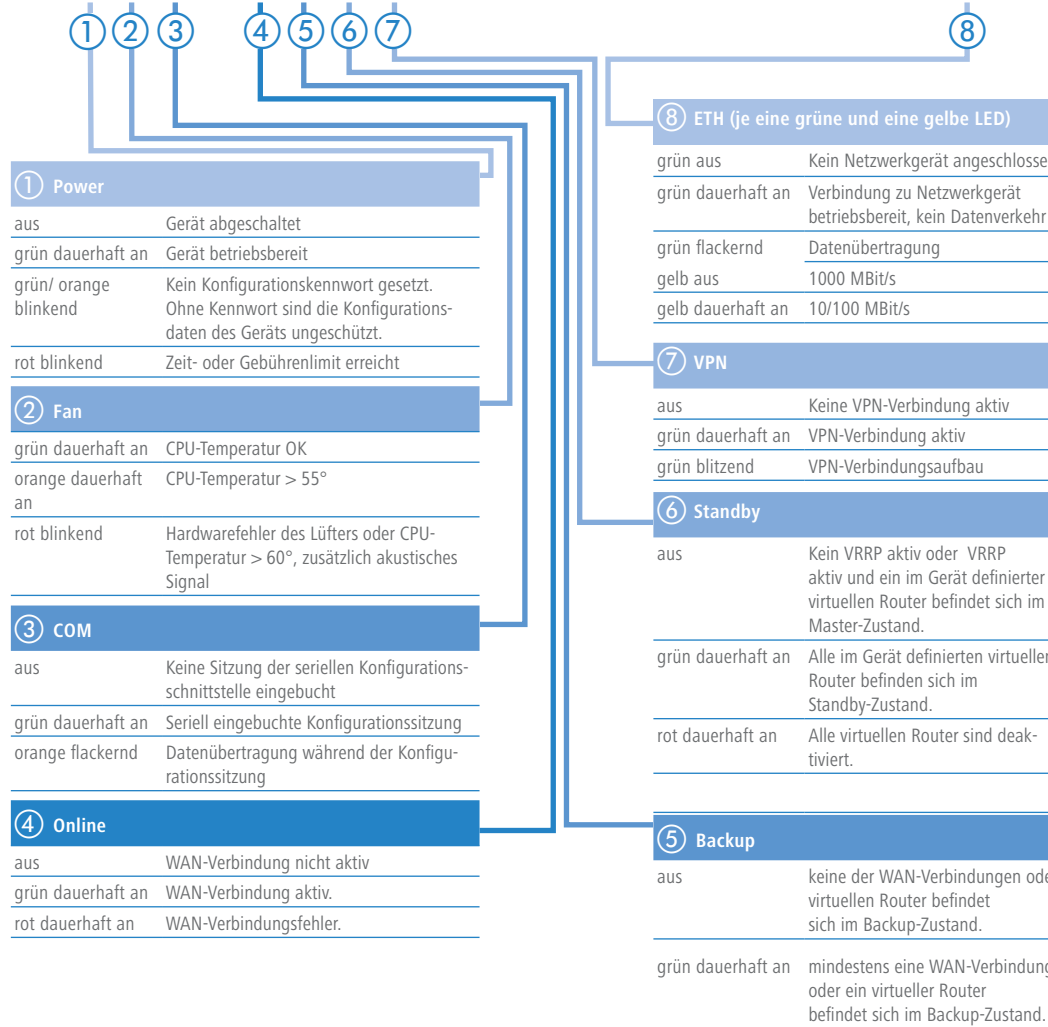 ① ② ③ ④ ⑤ ⑥ ⑦ ⑧
① Power
aus Gerät abgeschaltet
grün dauerhaft an Gerät betriebsbereit
grün/ orange Kein Konfigurationskennwort gesetzt.
blinkend Ohne Kennwort sind die Konfigurations-
daten des Geräts ungeschützt.
rot blinkend Zeit- oder Gebührenlimit erreicht
② Fan
grün dauerhaft an CPU-Temperatur OK
orange dauerhaft CPU-Temperatur > 55°
an
rot blinkend Hardwarefehler des Lüfters oder CPU-
Temperatur > 60°, zusätzlich akustisches
Signal
③ COM
aus Keine Sitzung der seriellen Konfigurations-
schnittstelle eingebucht
grün dauerhaft an Seriell eingebuchte Konfigurationssitzung
orange flackernd Datenübertragung während der Konfigu-
rationssitzung
④ Online
aus WAN-Verbindung nicht aktiv
grün dauerhaft an WAN-Verbindung aktiv.
rot dauerhaft an WAN-Verbindungsfehler.
⑧ ETH (je eine grüne und eine gelbe LED)
grün aus Kein Netzwerkgerät angeschlosse
grün dauerhaft an Verbindung zu Netzwerkgerät
betriebsbereit, kein Datenverkehr
grün flackernd Datenübertragung
gelb aus 1000 MBit/s
gelb dauerhaft an 10/100 MBit/s
⑦ VPN
aus Keine VPN-Verbindung aktiv
grün dauerhaft an VPN-Verbindung aktiv
grün blitzend VPN-Verbindungsaufbau
⑥ Standby
aus Kein VRRP aktiv oder VRRP
aktiv und ein im Gerät definierter
virtuellen Router befindet sich im
Master-Zustand.
grün dauerhaft an Alle im Gerät definierten virtuellen
Router befinden sich im
Standby-Zustand.
rot dauerhaft an Alle virtuellen Router sind deak-
tiviert.
⑤ Backup
aus keine der WAN-Verbindungen ode
virtuellen Router befindet
sich im Backup-Zustand.
grün dauerhaft an mindestens eine WAN-Verbindung
oder ein virtueller Router
befindet sich im Backup-Zustand.